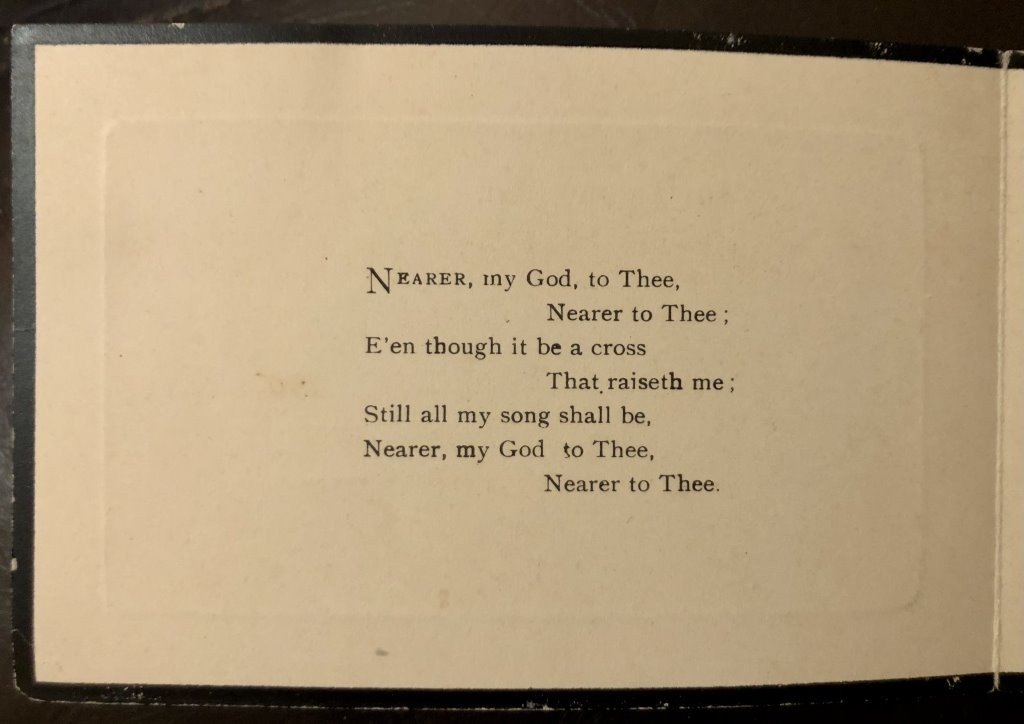 NEARER, my God, to Thee,
Nearer to Thee ;
E'en though it be a cross
That raiseth me ;
Still all my song shall be,
Nearer, my God to Thee,
Nearer to Thee.